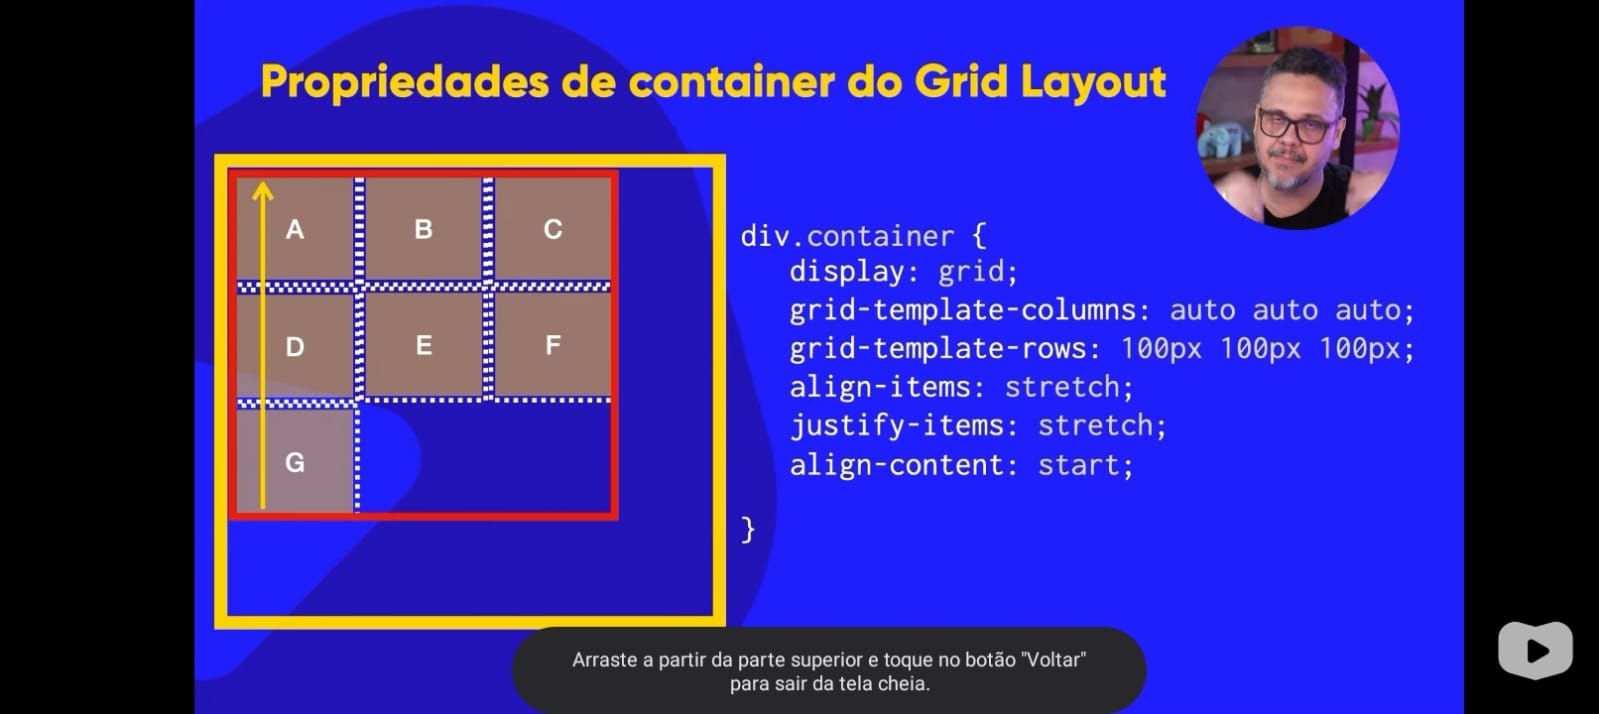 Propriedades de container do Grid Layout
A
B
C
D
E
F
G
div.container {
display: grid;
grid-template-columns: auto auto auto;
grid-template-rows: 100px 100px 100px;
align-items: stretch;
justify-items: stretch;
align-content: start;
}
Arraste a partir da parte superior e toque no botão "Voltar"
para sair da tela cheia.